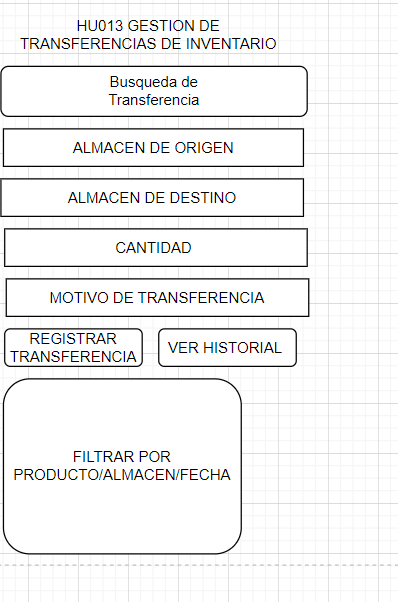 HU013 GESTION DE
TRANSFERENCIAS DE INVENTARIO
Busqueda de
Transferencia
ALMACEN DE ORIGEN
ALMACEN DE DESTINO
CANTIDAD
MOTIVO DE TRANSFERENCIA
REGISTRAR
TRANSFERENCIA
VER HISTORIAL
FILTRAR POR
PRODUCTO/ALMACEN/FECHA